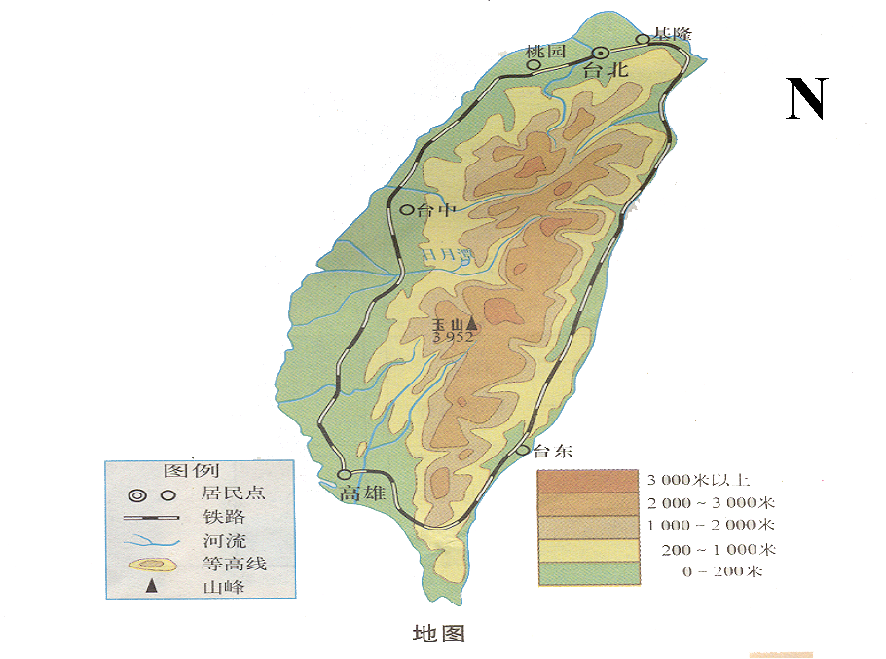 基隆
桃园
台北
N
台中
日月潭
玉山
3 952
台东
高雄
图例
居民点
铁路
河流
等高线
山峰
3 000米以上
2 000~3 000米
1 000–2 000米
200~1 000米
0–200米
地图